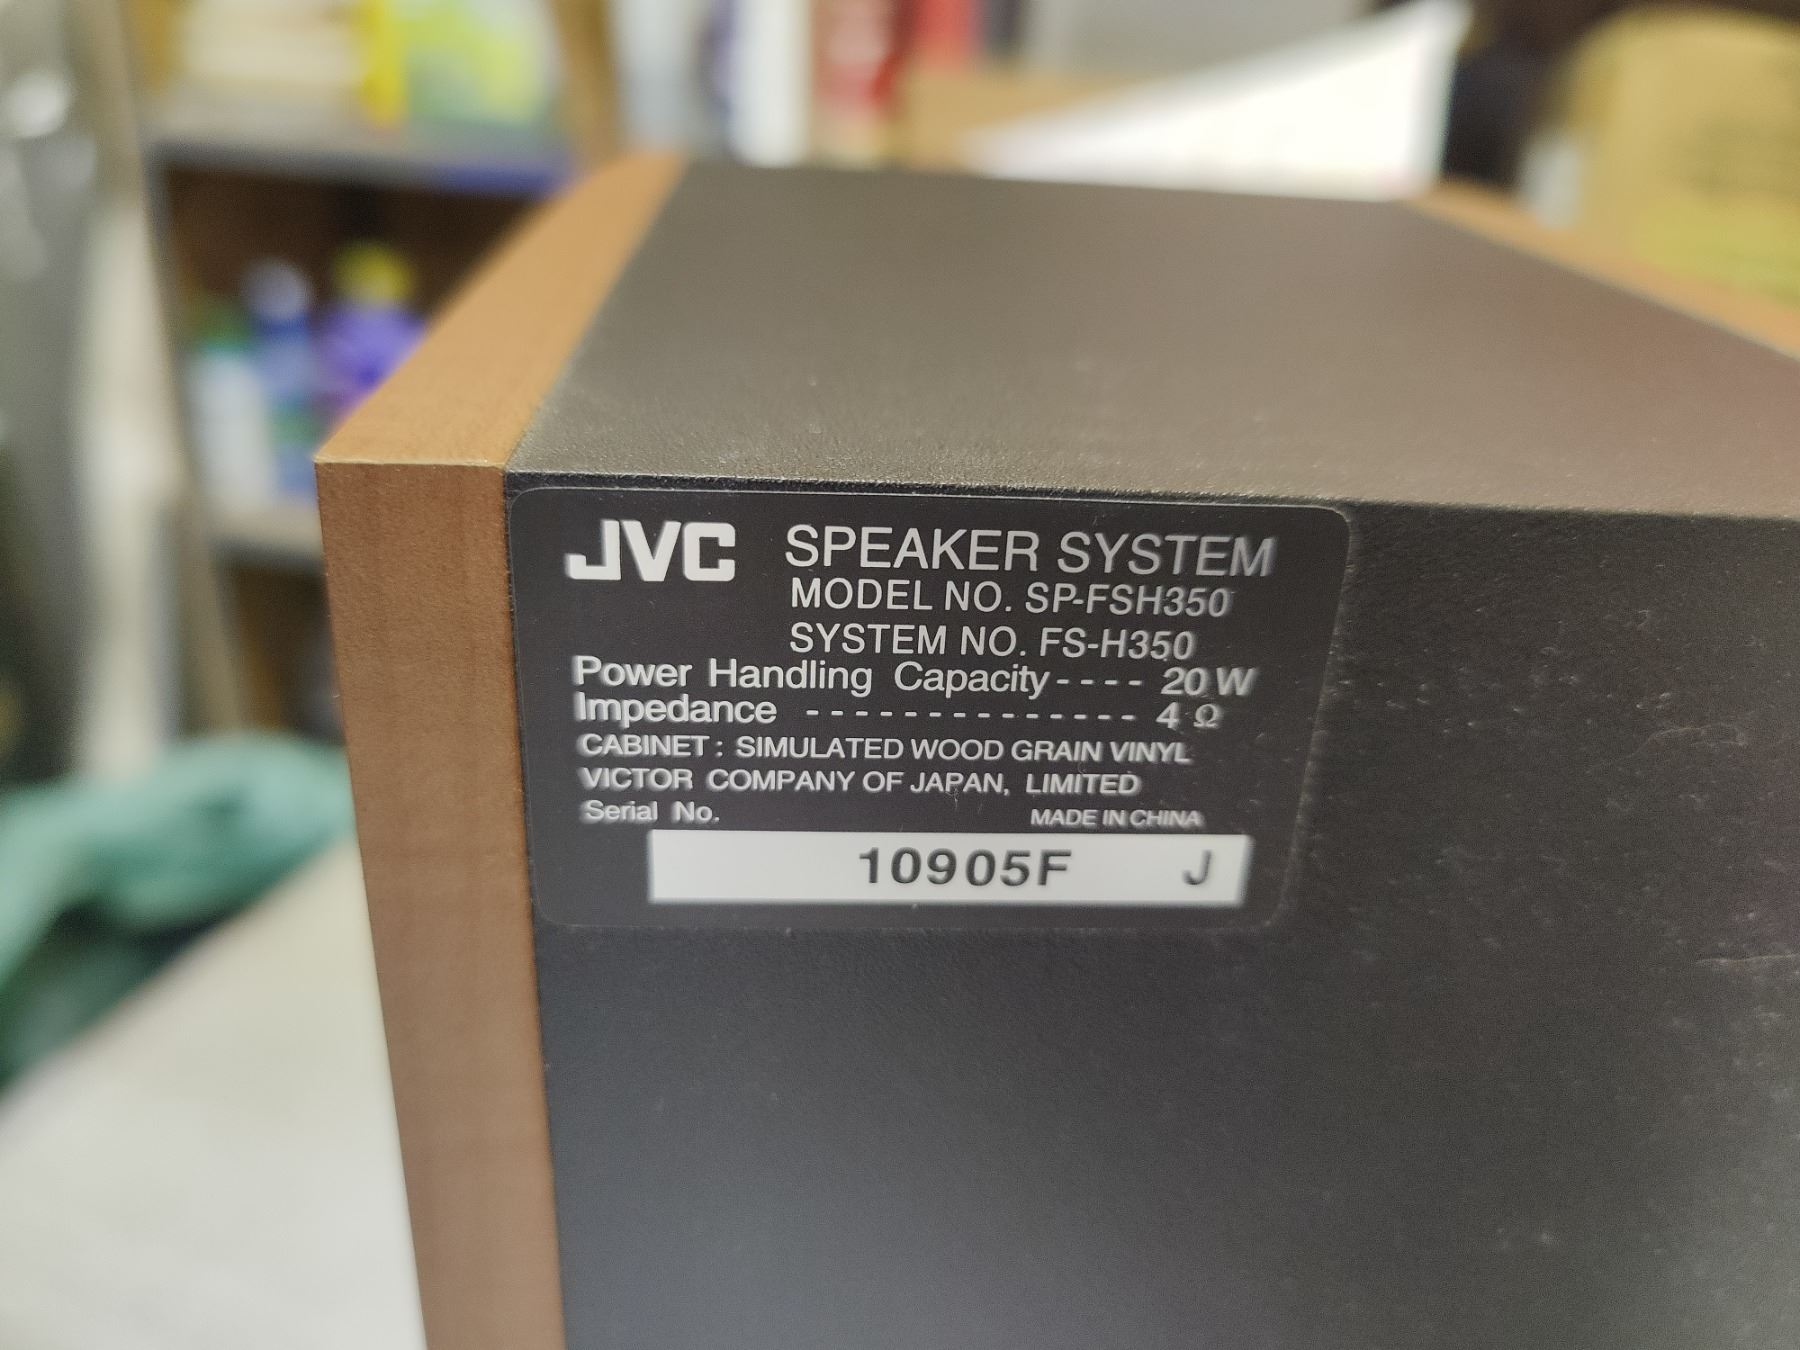 JVC SPEAKER SYSTEM
MODEL NO. SP-FSH350
SYSTEM NO. FS-H350
Power Handling Capacity---- 20 W
Impedance -------------- 4 Ω
CABINET : SIMULATED WOOD GRAIN VINYL
VICTOR COMPANY OF JAPAN, LIMITED
Serial No. MADE IN CHINA
10905F J